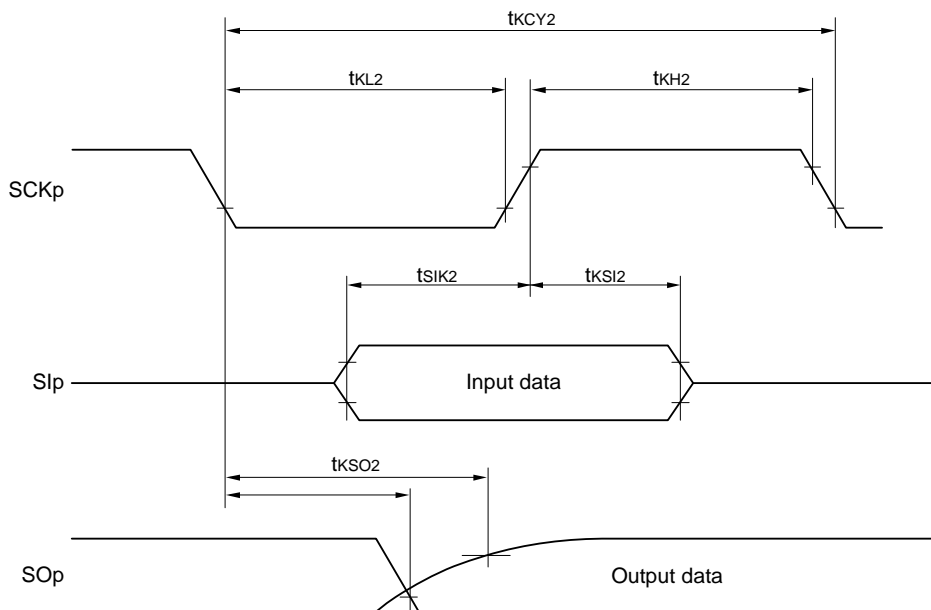 tKCY2
tKL2
tKH2
SCKp
tSIK2
tKSI2
SIp
Input data
tKSO2
SOp
Output data